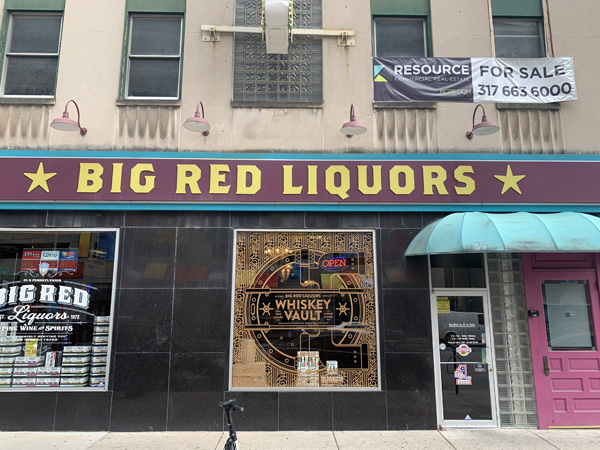 RESOURCE
COMMERCIAL REAL ESTATE
FOR SALE
317 663 6000
BIG RED LIQUORS
OPEN
BIG RED LIQUORS
WHISKEY
VAULT
BIG RED
Liquors
FINE WINE and SPIRITS